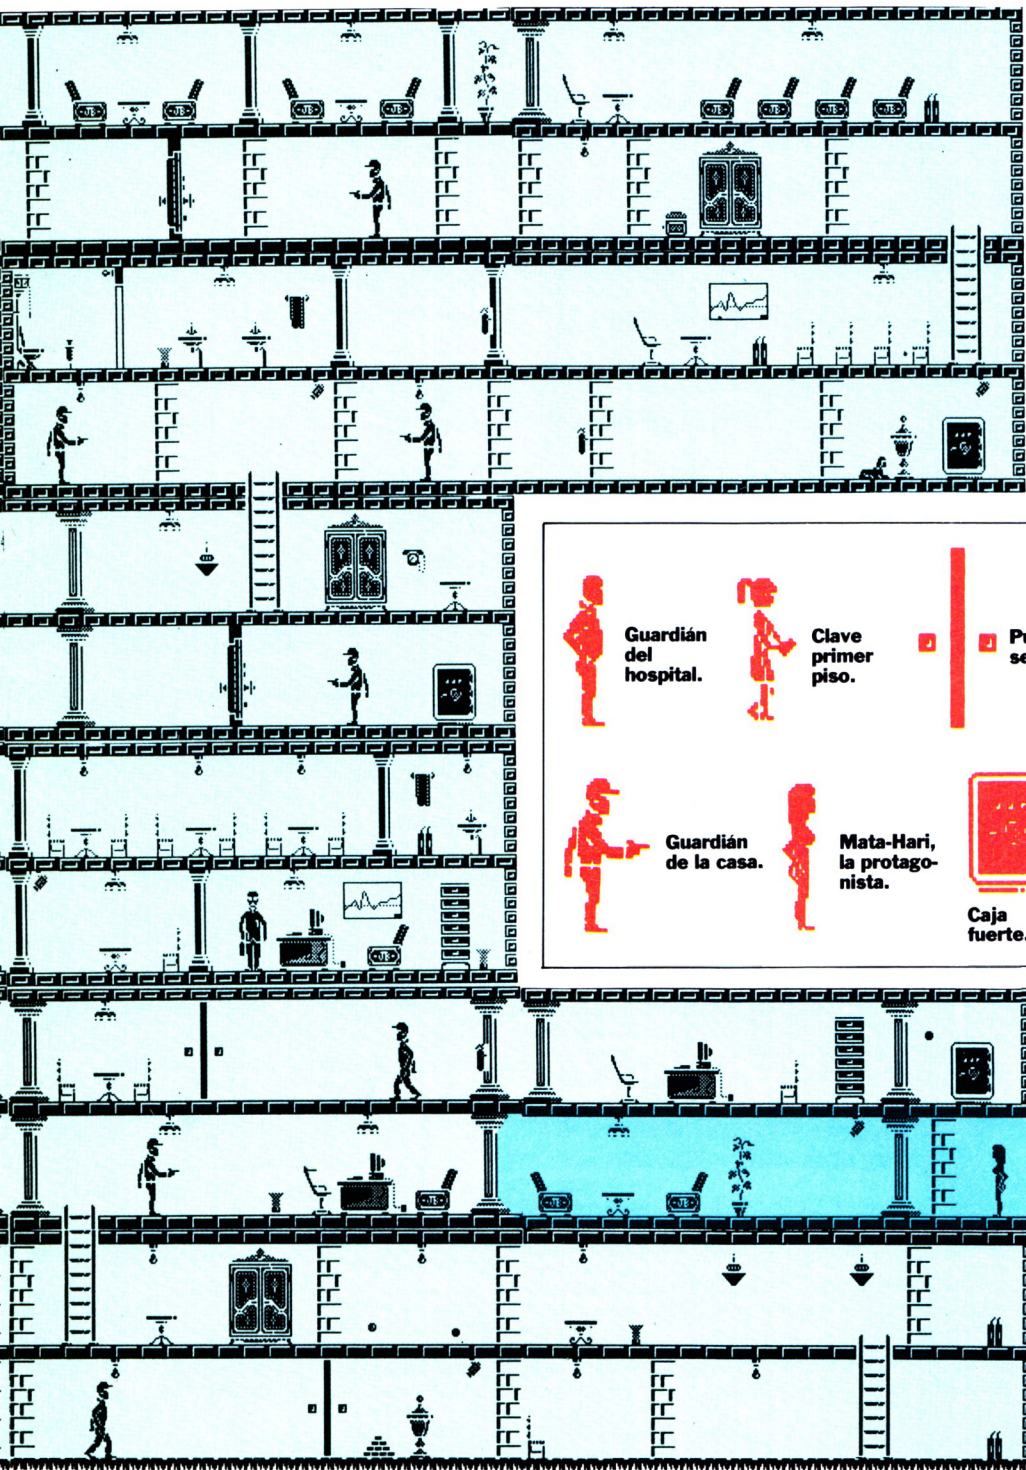 Guardián
del
hospital.
Clave
primer
piso.
Guardián
de la casa.
Mata-Hari,
la protago-
nista.
Caja
fuerte.